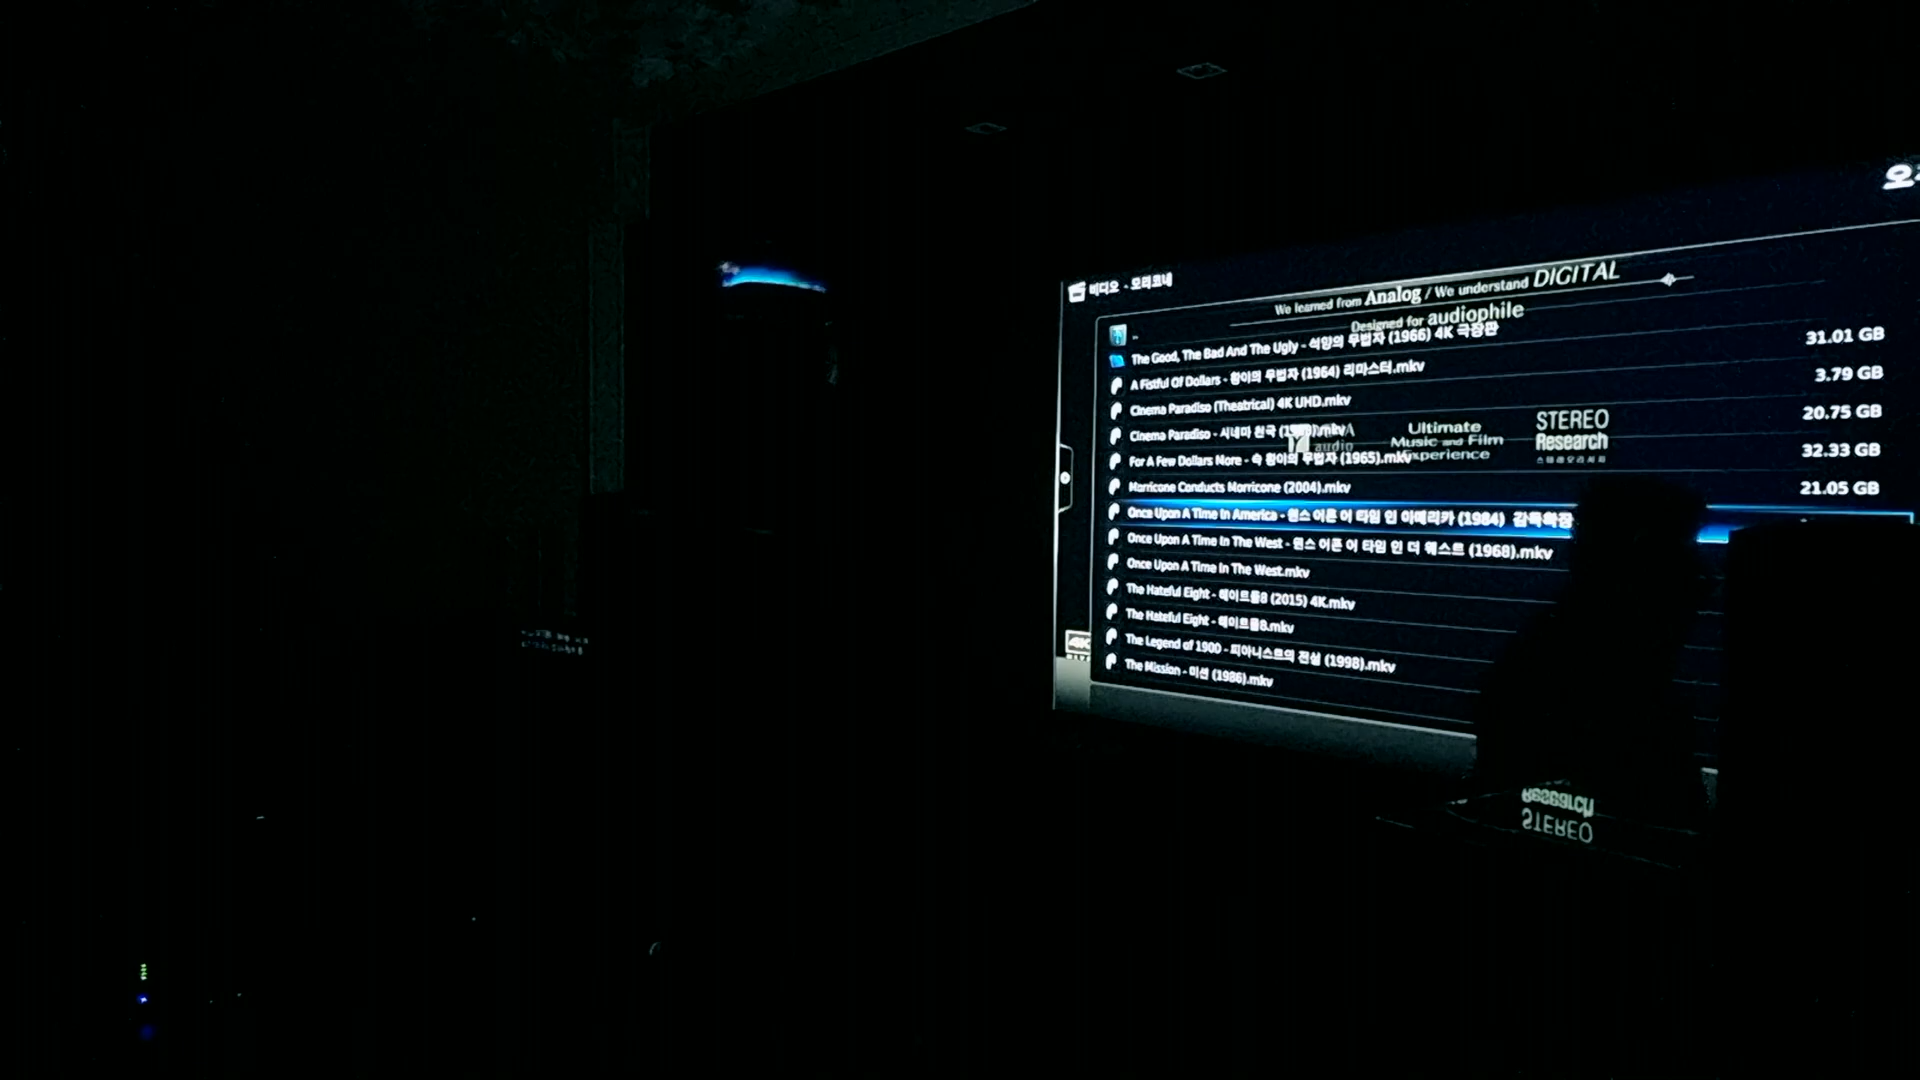 오
비디오 - 모리꼬네
We learned from Analog / We understand DIGITAL
Designed for audiophile
..
The Good, The Bad And The Ugly - 석양의 무법자 (1966) 4K 극장판
31.01 GB
A Fistful Of Dollars - 황야의 무법자 (1964) 리마스터.mkv
3.79 GB
Cinema Paradiso (Theatrical) 4K UHD.mkv
20.75 GB
Cinema Paradiso - 시네마 천국
audio
Ultimate
Music and Film
Experience
STEREO
Research
For A Few Dollars More - 속 황야의 무법자 (1965).mkv
32.33 GB
Morricone Conducts Morricone (2004).mkv
21.05 GB
Once Upon A Time In America - 원스 어폰 어 타임 인 아메리카 (1984) 감독확장
Once Upon A Time In The West - 원스 어폰 어 타임 인 더 웨스트 (1968).mkv
Once Upon A Time In The West.mkv
The Hateful Eight - 헤이트풀8 (2015) 4K.mkv
The Hateful Eight - 헤이트풀8.mkv
The Legend of 1900 - 피아니스트의 전설 (1998).mkv
The Mission - 미션 (1986).mkv
4K
Research
STEREO